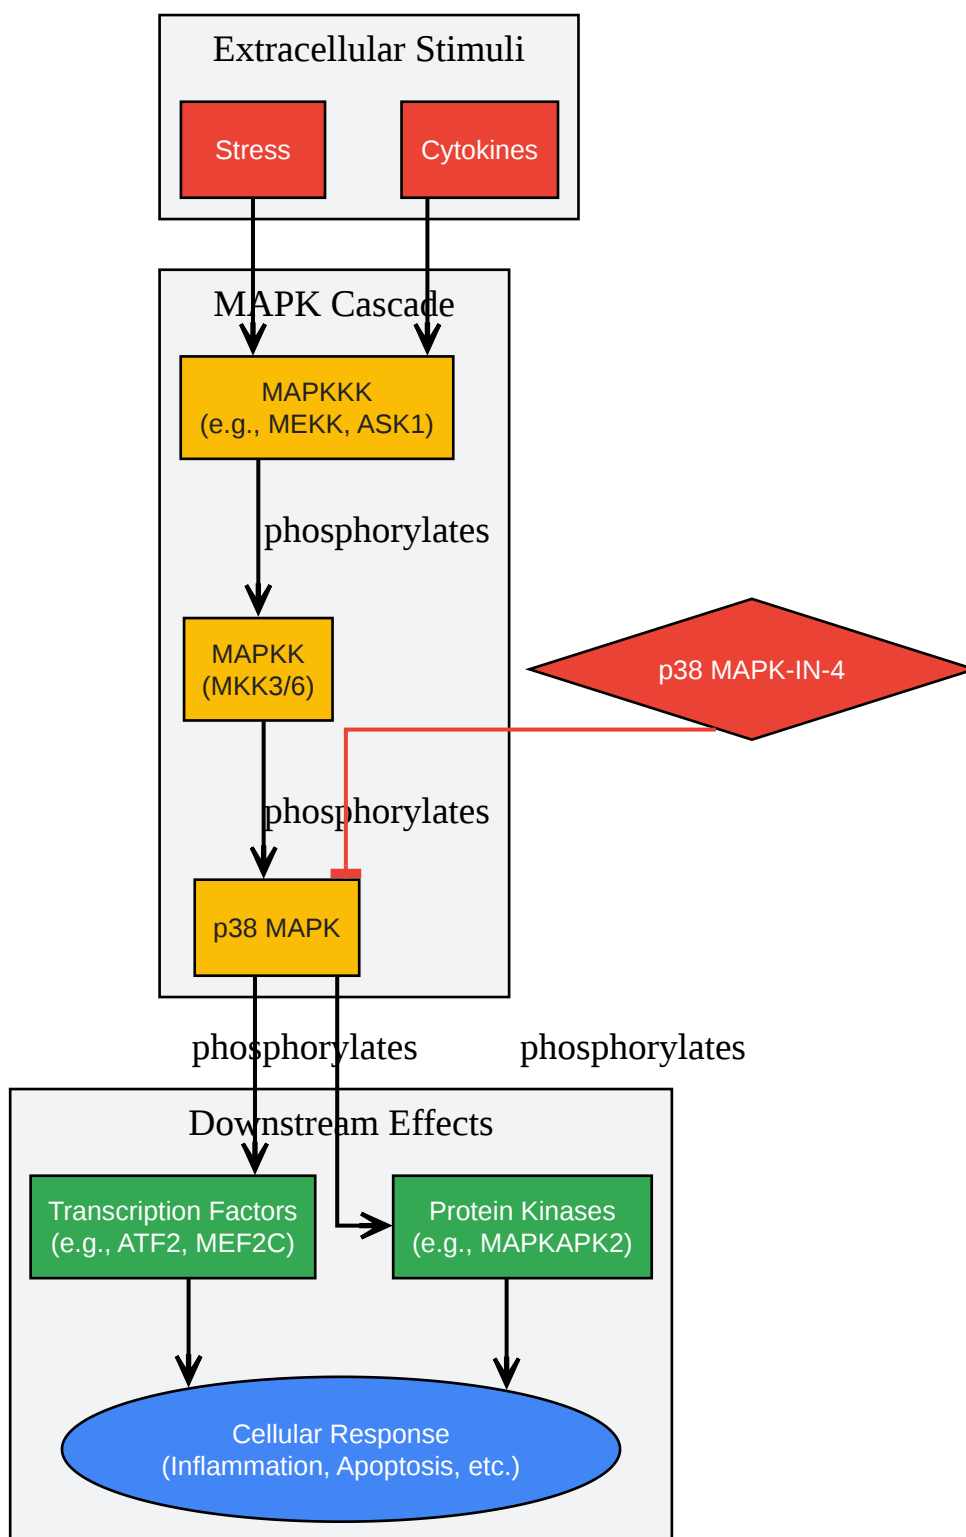 Extracellular Stimuli
Stress
Cytokines
MAPK Cascade
MAPKKK
(e.g., MEKK, ASK1)
phosphorylates
MAPKK
(MKK3/6)
p38 MAPK-IN-4
phosphorylates
p38 MAPK
phosphorylates
phosphorylates
Downstream Effects
Transcription Factors
(e.g., ATF2, MEF2C)
Protein Kinases
(e.g., MAPKAPK2)
Cellular Response
(Inflammation, Apoptosis, etc.)